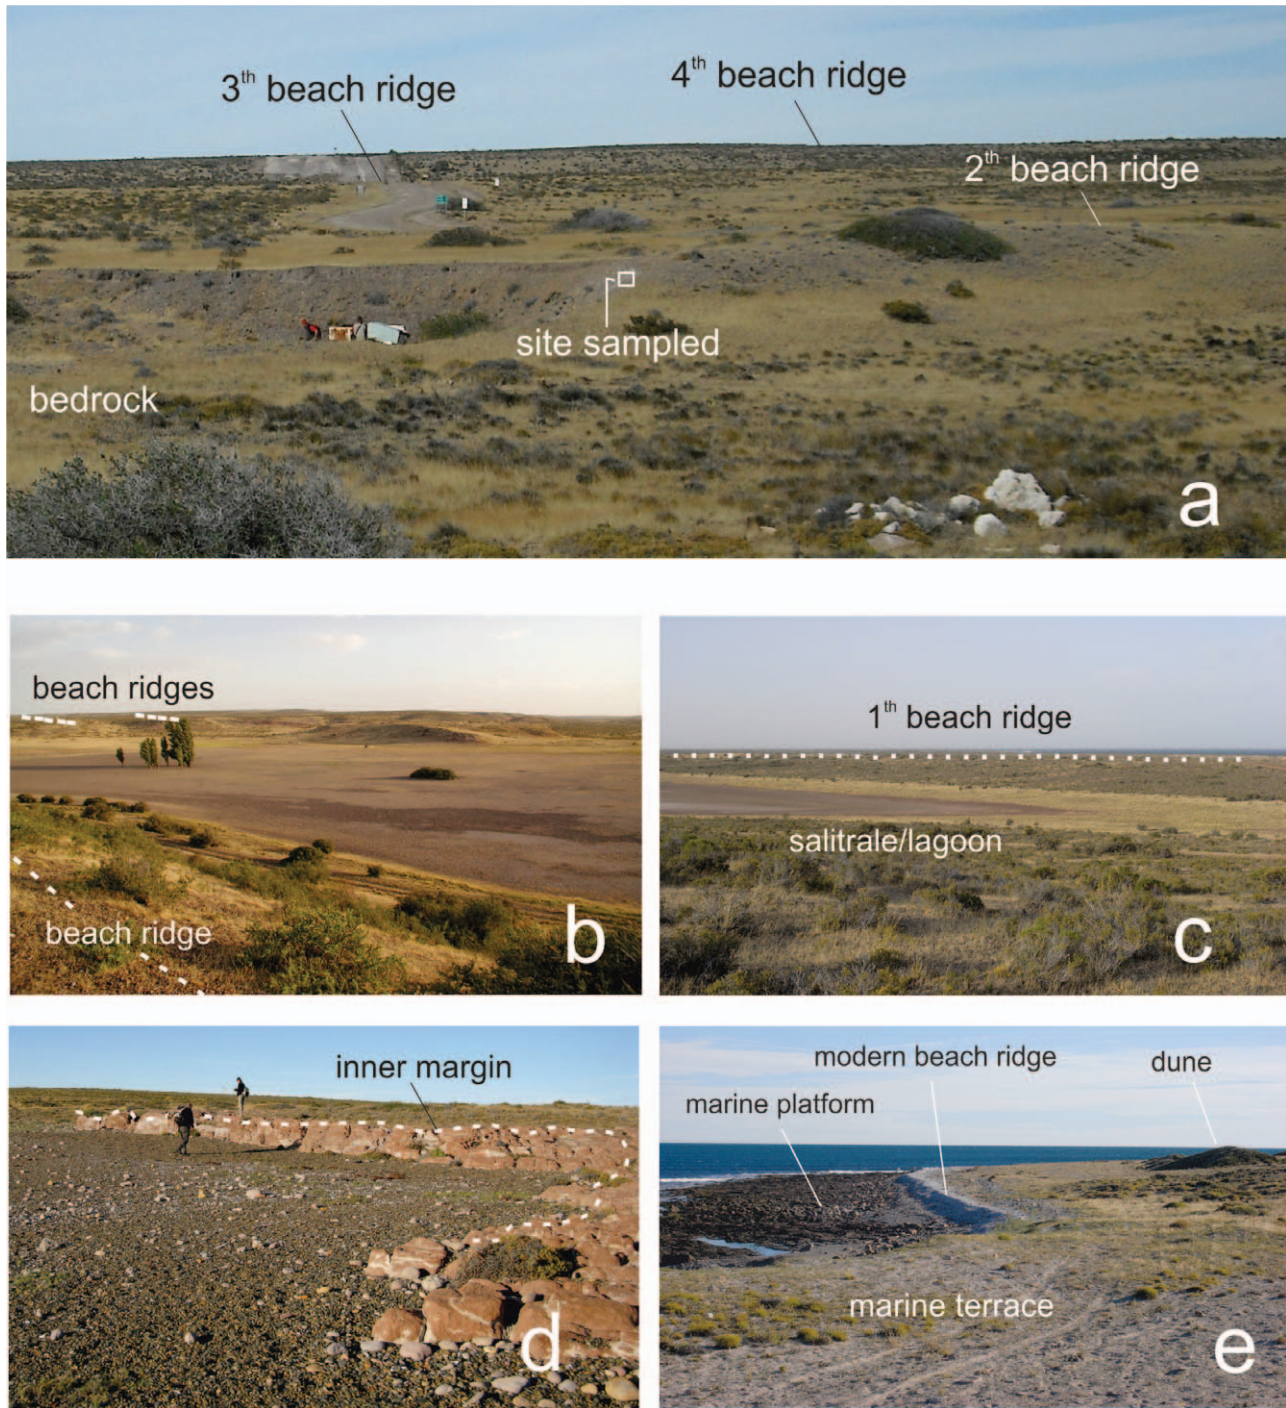 3th beach ridge
4th beach ridge
2th beach ridge
site sampled
bedrock
a
beach ridges
beach ridge
b
1th beach ridge
salitrale/lagoon
c
inner margin
d
modern beach ridge
dune
marine platform
marine terrace
e